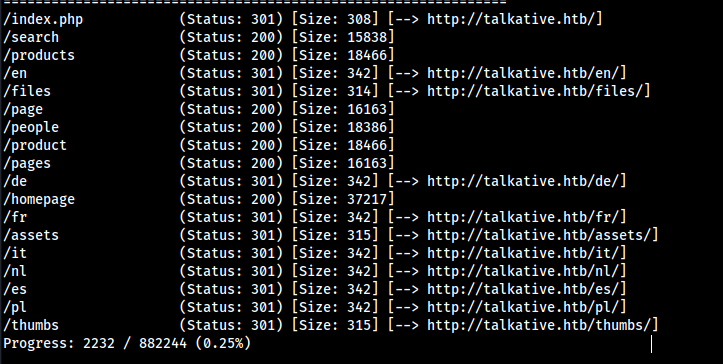 ===============================================================
/index.php (Status: 301) [Size: 308] [--> http://talkative.htb/]
/search (Status: 200) [Size: 15838]
/products (Status: 200) [Size: 18466]
/en (Status: 301) [Size: 342] [--> http://talkative.htb/en/]
/files (Status: 301) [Size: 314] [--> http://talkative.htb/files/]
/page (Status: 200) [Size: 16163]
/people (Status: 200) [Size: 18386]
/product (Status: 200) [Size: 18466]
/pages (Status: 200) [Size: 16163]
/de (Status: 301) [Size: 342] [--> http://talkative.htb/de/]
/homepage (Status: 200) [Size: 37217]
/fr (Status: 301) [Size: 342] [--> http://talkative.htb/fr/]
/assets (Status: 301) [Size: 315] [--> http://talkative.htb/assets/]
/it (Status: 301) [Size: 342] [--> http://talkative.htb/it/]
/nl (Status: 301) [Size: 342] [--> http://talkative.htb/nl/]
/es (Status: 301) [Size: 342] [--> http://talkative.htb/es/]
/pl (Status: 301) [Size: 342] [--> http://talkative.htb/pl/]
/thumbs (Status: 301) [Size: 315] [--> http://talkative.htb/thumbs/]
Progress: 2232 / 882244 (0.25%)